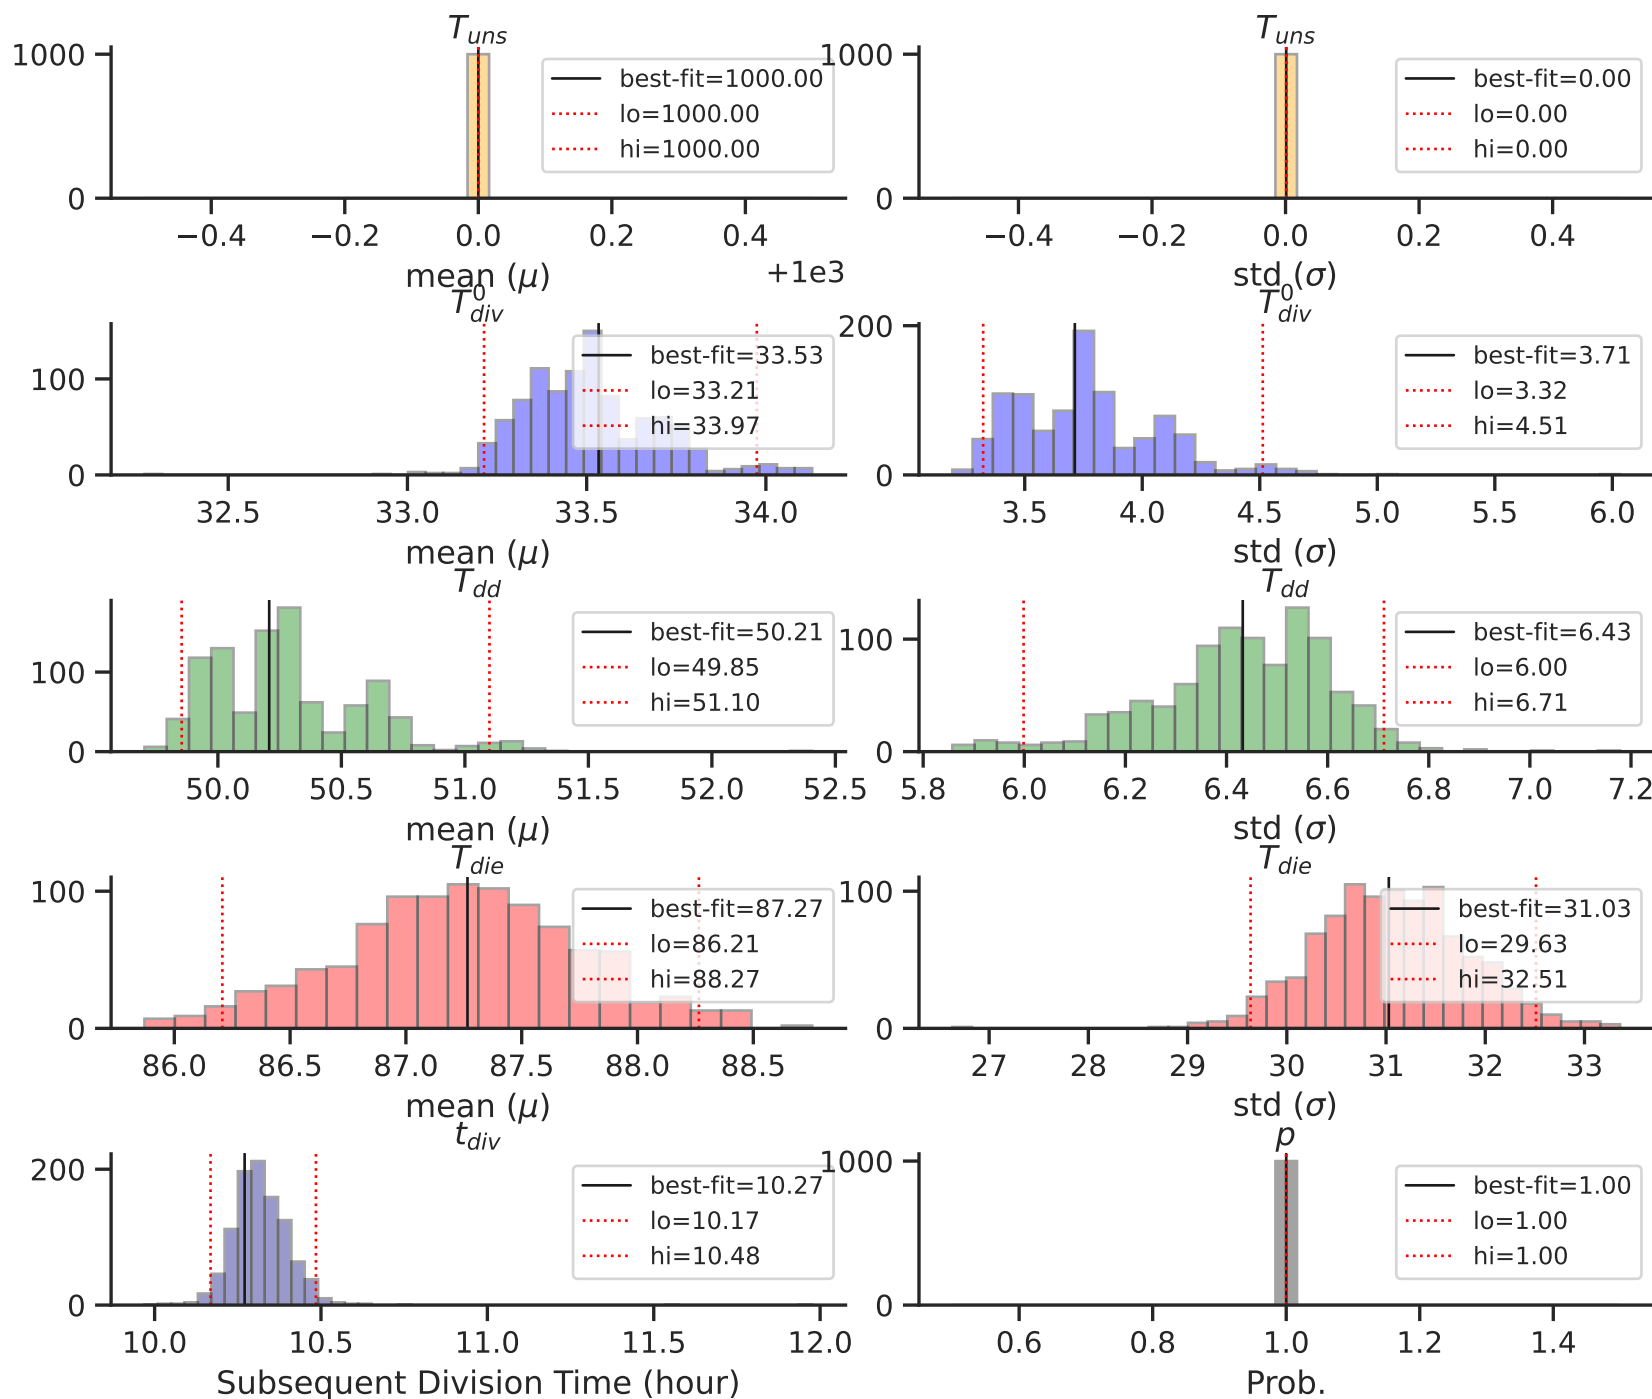 T_uns
1000
0
best-fit=1000.00
lo=1000.00
hi=1000.00
−0.4 −0.2 0.0 0.2 0.4
+1e3
mean (μ)
T_uns
1000
0
best-fit=0.00
lo=0.00
hi=0.00
−0.4 −0.2 0.0 0.2 0.4
std (σ)
T^0_div
100
0
best-fit=33.53
lo=33.21
hi=33.97
32.5 33.0 33.5 34.0
mean (μ)
T^0_div
200
0
best-fit=3.71
lo=3.32
hi=4.51
3.5 4.0 4.5 5.0 5.5 6.0
std (σ)
T_dd
100
0
best-fit=50.21
lo=49.85
hi=51.10
50.0 50.5 51.0 51.5 52.0 52.5
mean (μ)
T_dd
100
0
best-fit=6.43
lo=6.00
hi=6.71
5.8 6.0 6.2 6.4 6.6 6.8 7.0 7.2
std (σ)
T_die
100
0
best-fit=87.27
lo=86.21
hi=88.27
86.0 86.5 87.0 87.5 88.0 88.5
mean (μ)
T_die
100
0
best-fit=31.03
lo=29.63
hi=32.51
27 28 29 30 31 32 33
std (σ)
t_div
200
0
best-fit=10.27
lo=10.17
hi=10.48
10.0 10.5 11.0 11.5 12.0
Subsequent Division Time (hour)
p
1000
0
best-fit=1.00
lo=1.00
hi=1.00
0.6 0.8 1.0 1.2 1.4
Prob.